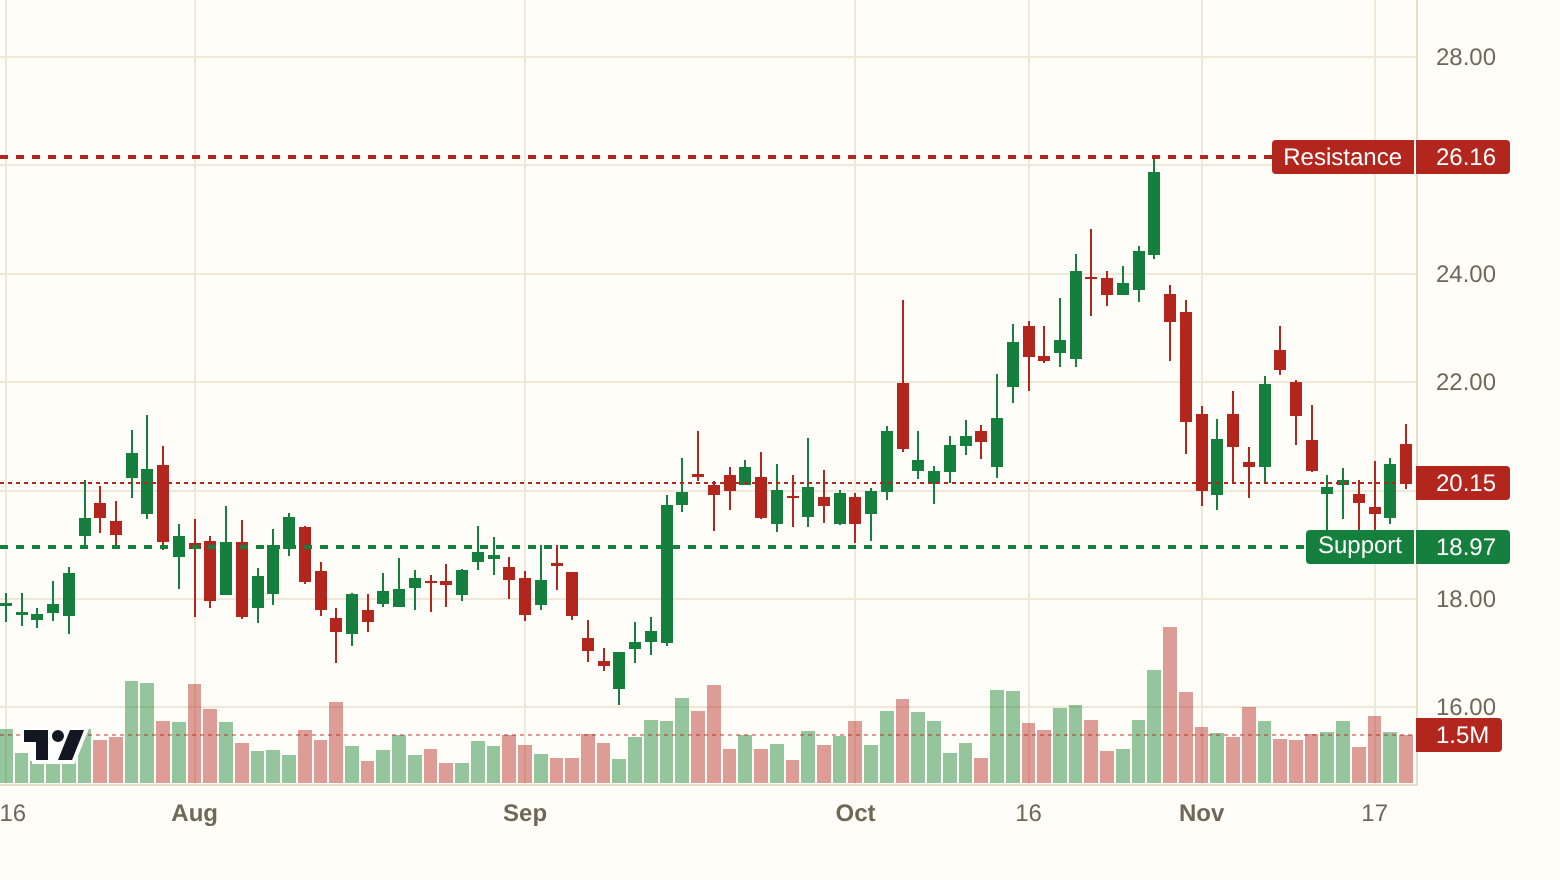 28.00
Resistance 26.16
24.00
22.00
20.15
Support 18.97
18.00
16.00
1.5M
16 Aug Sep Oct 16 Nov 17